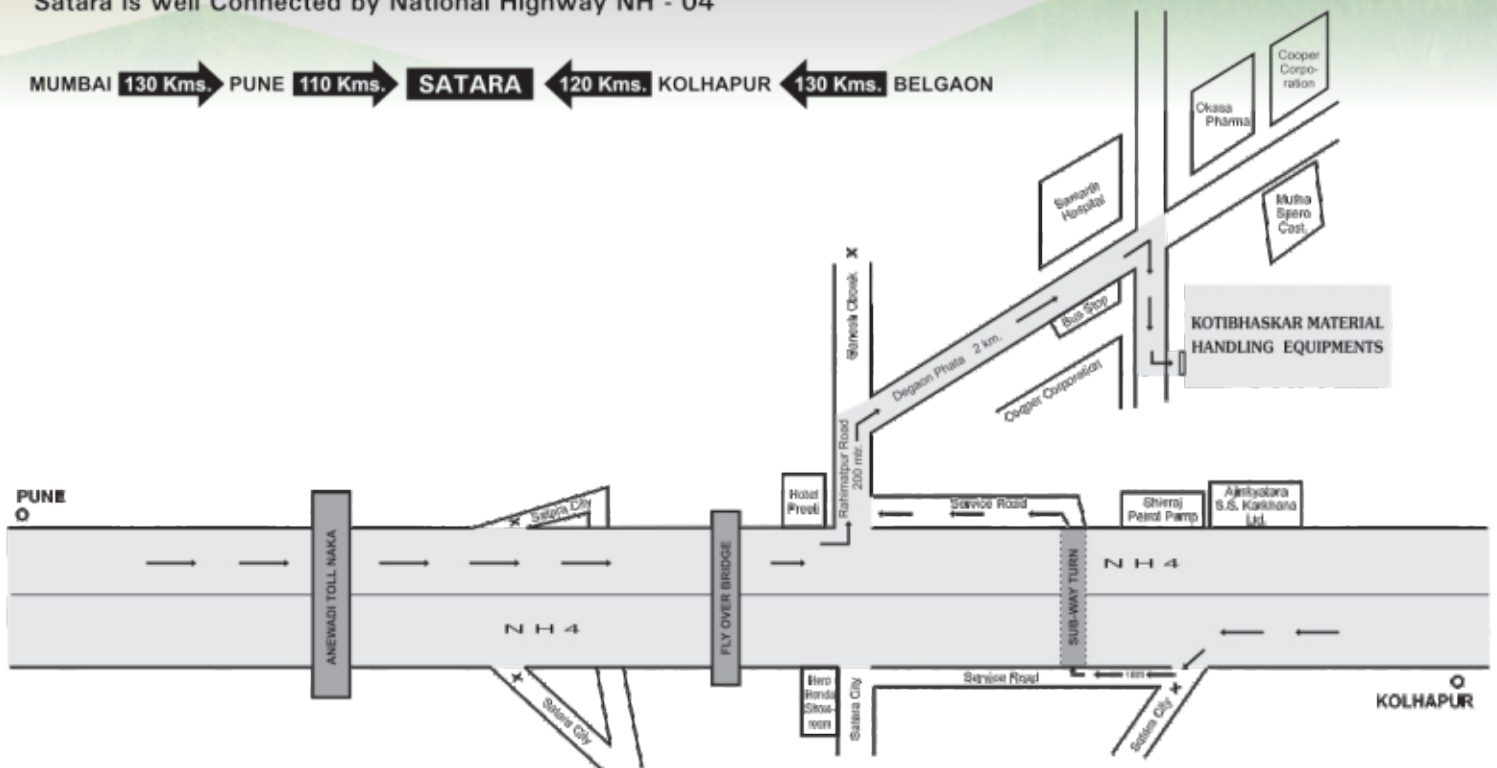 Satara is Well Connected by National Highway NH - 04
MUMBAI 130 Kms. PUNE 110 Kms. SATARA 120 Kms. KOLHAPUR 130 Kms. BELGAON
Cooper
Corpo-
ration
Okasa
Pharma
Samarth
Hospital
Mutha
Spero
Cast.
Ganesh Chowk
Bus Stop
Degaon Phata 2 km.
Cooper Corporation
KOTIBHASKAR MATERIAL
HANDLING EQUIPMENTS
Rahimatpur Road
200 mtr.
PUNE
Satara City
Hotel
Preeti
Service Road
Shivraj
Petrol Pump
Ajinkyatara
S.S. Karkhana
Ltd.
ANEWADI TOLL NAKA
FLY OVER BRIDGE
SUB-WAY TURN
N H 4
N H 4
Satara City
Hero
Honda
Show-
room
Satara City
Service Road
Satara City
KOLHAPUR